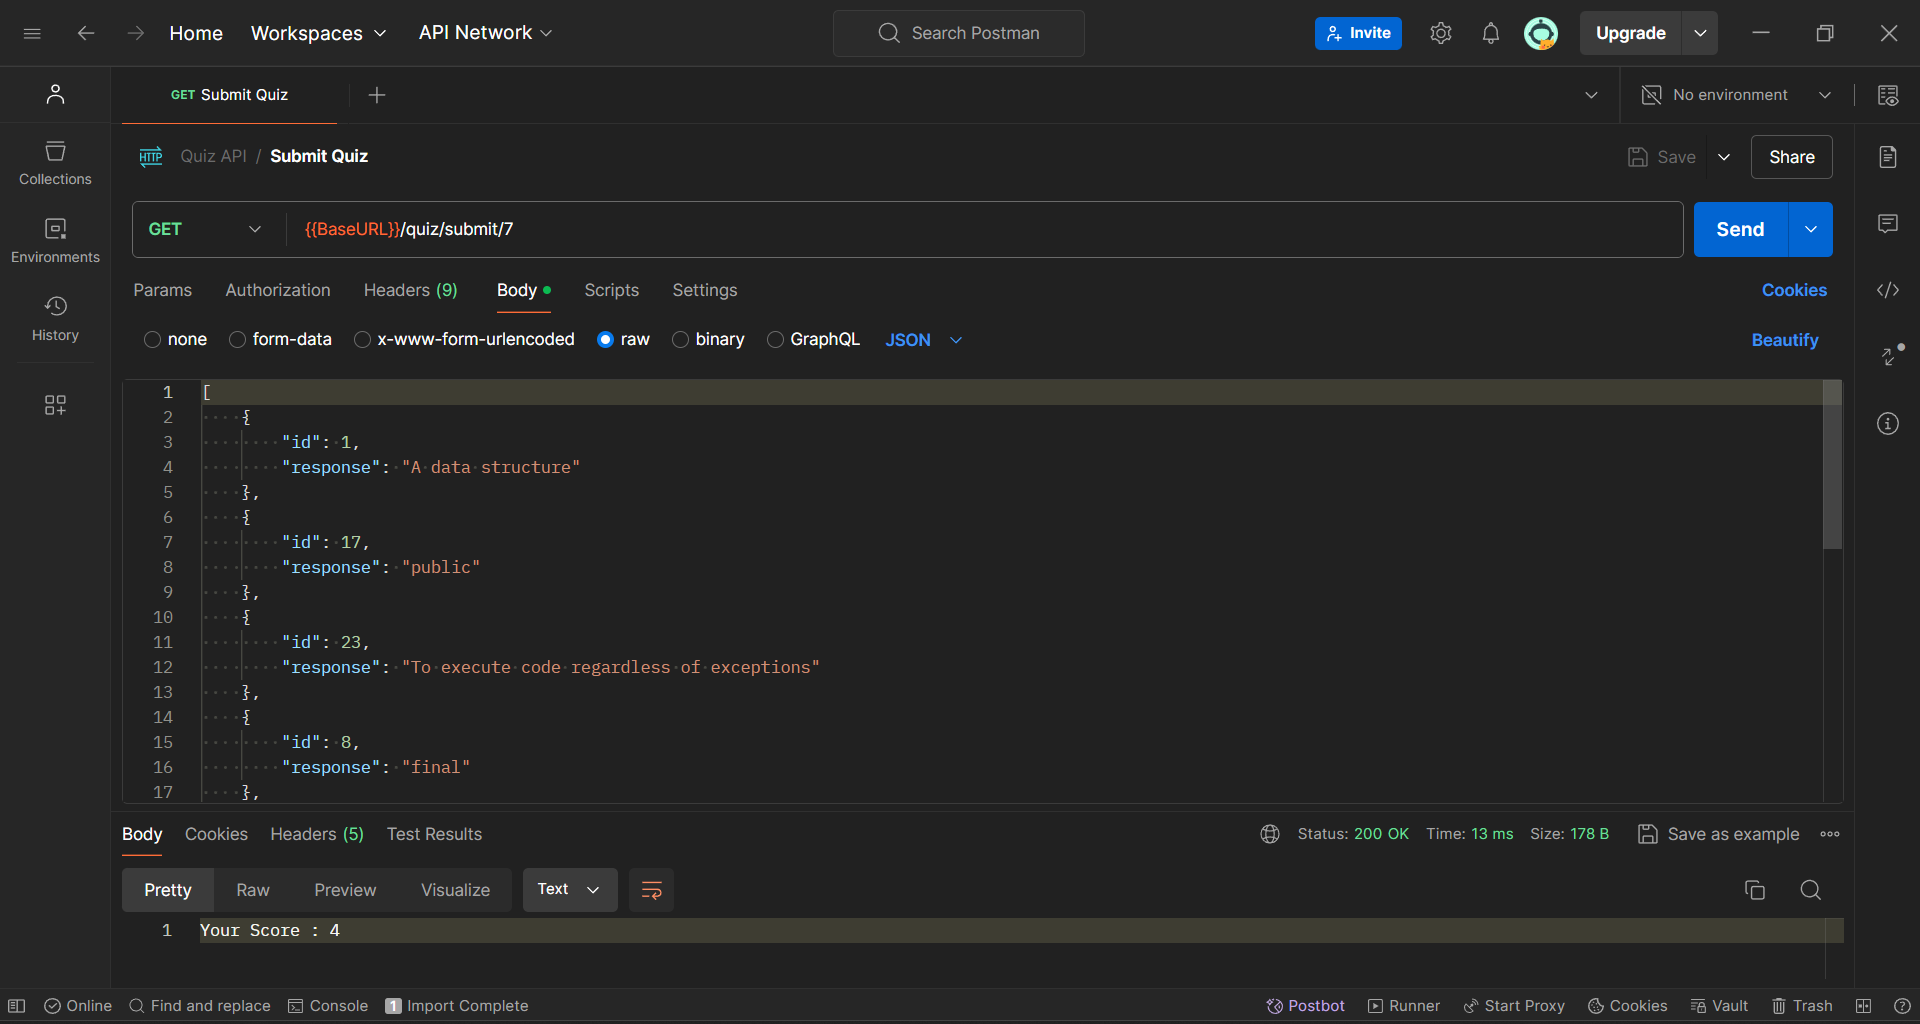 Home Workspaces API Network Search Postman Invite Upgrade
GET Submit Quiz No environment
HTTP Quiz API / Submit Quiz Save Share
Collections
GET {{BaseURL}}/quiz/submit/7 Send
Environments
Params Authorization Headers (9) Body Scripts Settings Cookies
History
none form-data x-www-form-urlencoded raw binary GraphQL JSON Beautify
1 [
2 {
3 "id": 1,
4 "response": "A data structure"
5 },
6 {
7 "id": 17,
8 "response": "public"
9 },
10 {
11 "id": 23,
12 "response": "To execute code regardless of exceptions"
13 },
14 {
15 "id": 8,
16 "response": "final"
17 },
Body Cookies Headers (5) Test Results Status: 200 OK Time: 13 ms Size: 178 B Save as example
Pretty Raw Preview Visualize Text
1 Your Score : 4
Online Find and replace Console 1 Import Complete Postbot Runner Start Proxy Cookies Vault Trash